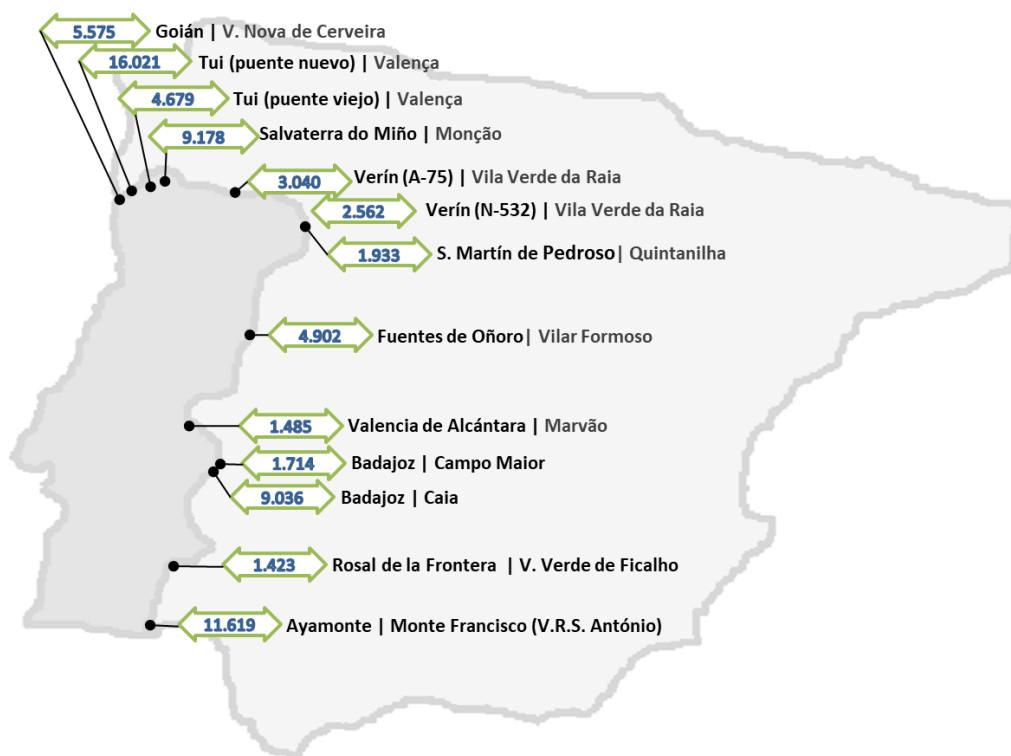 5.575 Goián | V. Nova de Cerveira
16.021 Tui (puente nuevo) | Valença
4.679 Tui (puente viejo) | Valença
9.178 Salvaterra do Miño | Monção
3.040 Verín (A-75) | Vila Verde da Raia
2.562 Verín (N-532) | Vila Verde da Raia
1.933 S. Martín de Pedroso| Quintanilha
4.902 Fuentes de Oñoro| Vilar Formoso
1.485 Valencia de Alcántara | Marvão
1.714 Badajoz | Campo Maior
9.036 Badajoz | Caia
1.423 Rosal de la Frontera | V. Verde de Ficalho
11.619 Ayamonte | Monte Francisco (V.R.S. António)